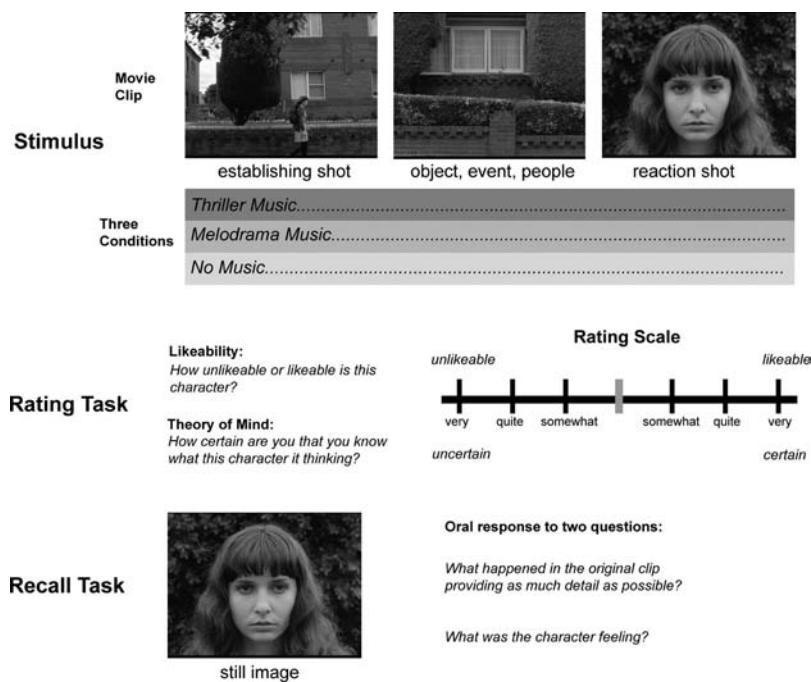 Movie
Clip
Stimulus
establishing shot
object, event, people
reaction shot
Three
Conditions
Thriller Music..........................................................................................
Melodrama Music...................................................................................
No Music................................................................................................
Rating Task
Likeability:
How unlikeable or likeable is this
character?
Theory of Mind:
How certain are you that you know
what this character it thinking?
Rating Scale
unlikeable likeable
very quite somewhat somewhat quite very
uncertain certain
Recall Task
still image
Oral response to two questions:
What happened in the original clip
providing as much detail as possible?
What was the character feeling?